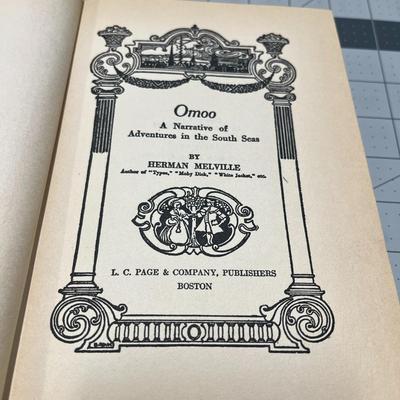 Omoo
A Narrative of
Adventures in the South Seas
BY
HERMAN MELVILLE
Author of "Typee," "Moby Dick," "White Jacket," etc.
L. C. PAGE & COMPANY, PUBLISHERS
BOSTON